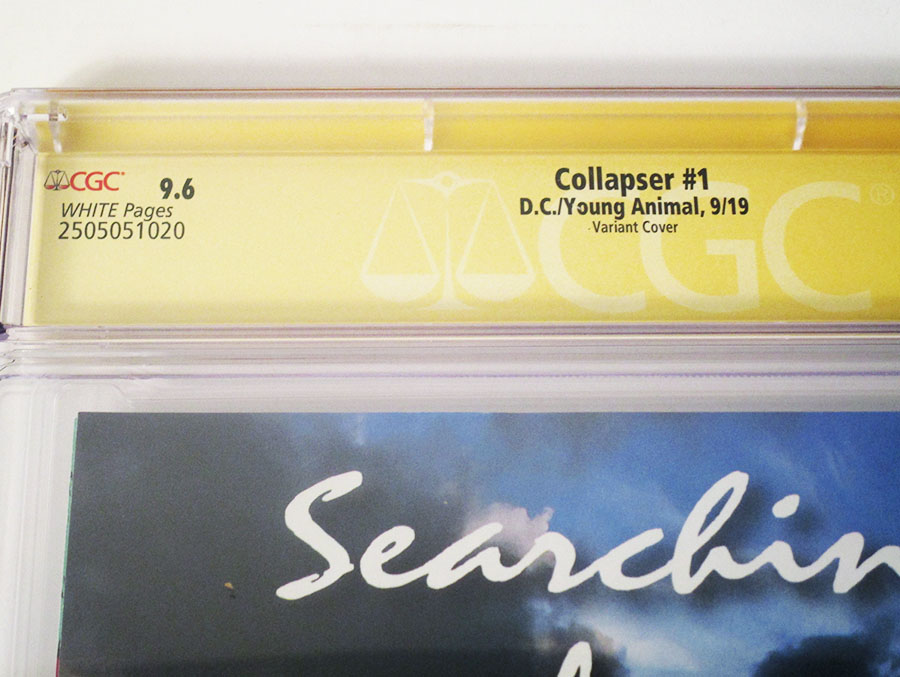 CGC 9.6
WHITE Pages
2505051020
Collapser #1
D.C./Young Animal, 9/19
Variant Cover
CGC®
Searchin